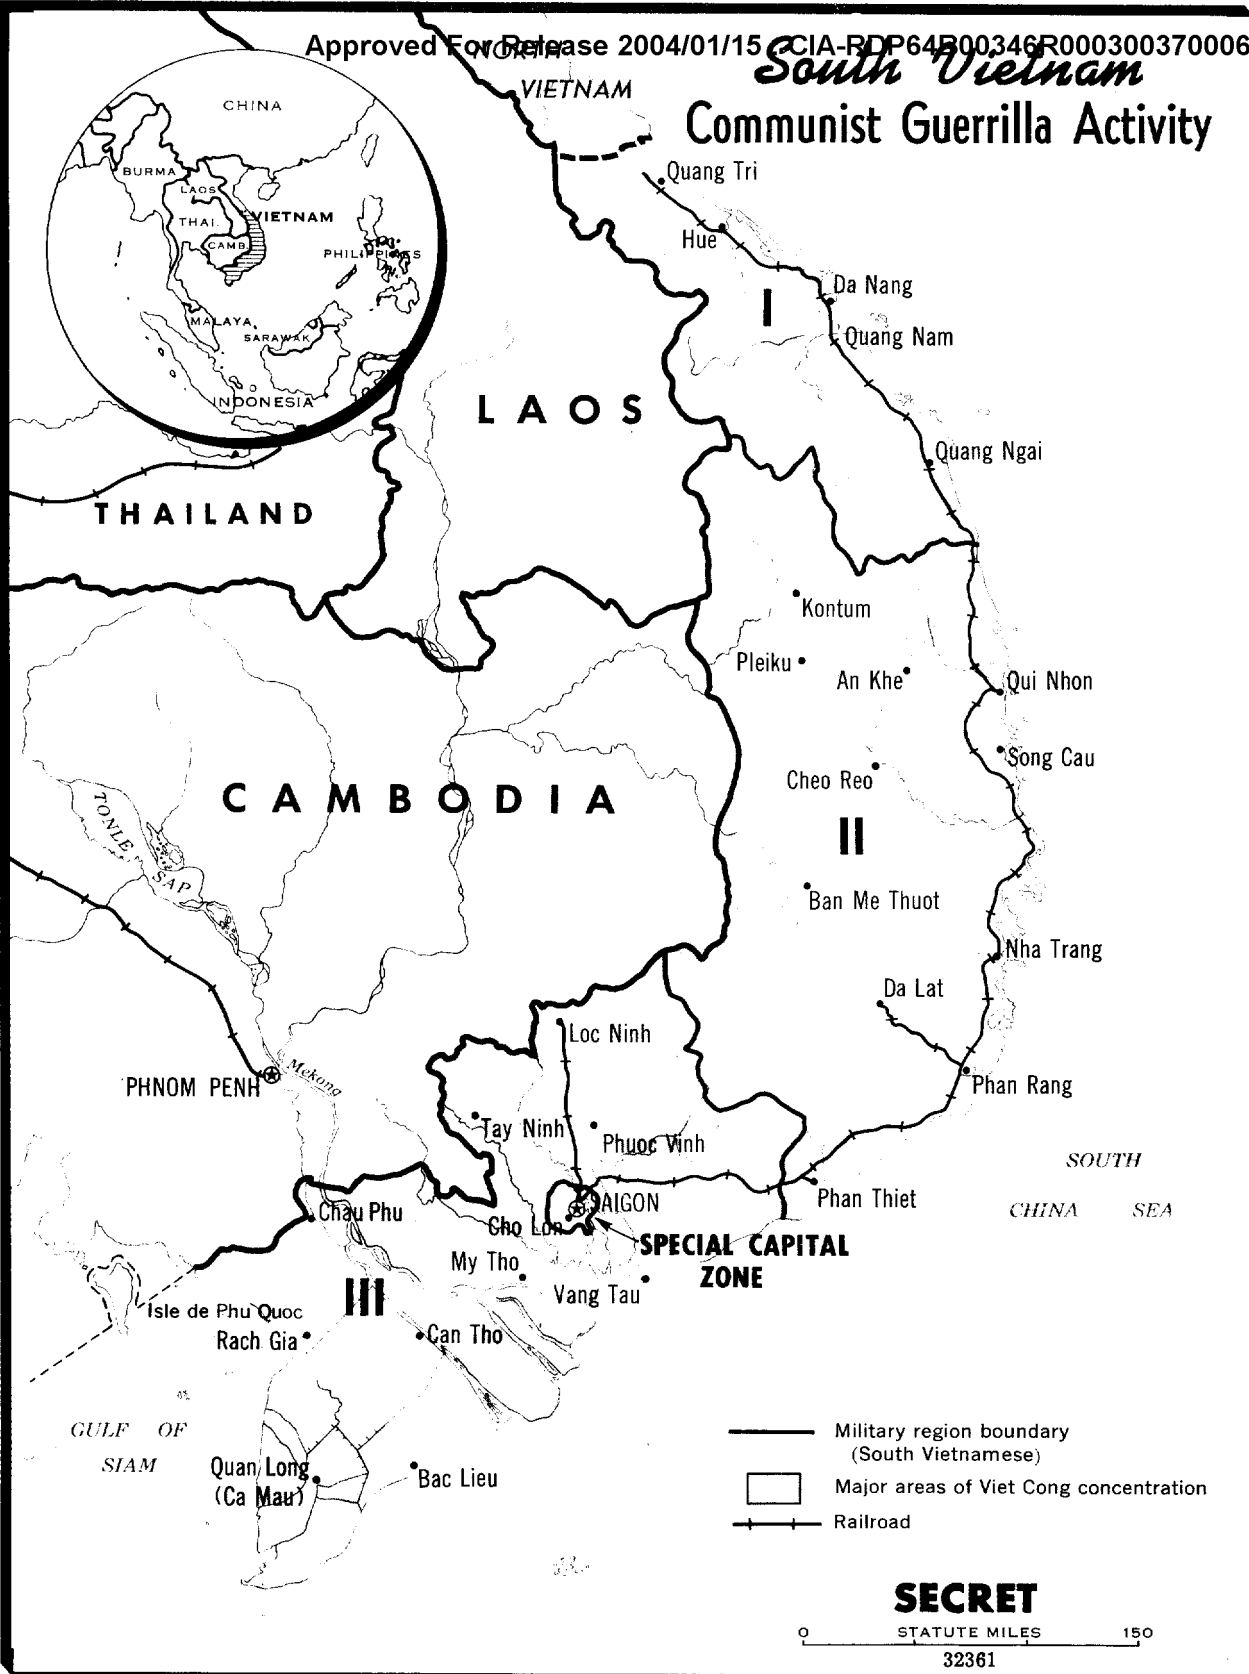 Approved For Release 2004/01/15 : CIA-RDP64B00346R000300370006
South Vietnam
Communist Guerrilla Activity
NORTH
VIETNAM
CHINA
BURMA
LAOS
VIETNAM
THAI.
CAMB.
PHILIPPINES
MALAYA
SARAWAK
INDONESIA
Quang Tri
Hue
Da Nang
I
Quang Nam
LAOS
Quang Ngai
THAILAND
Kontum
Pleiku
An Khe
Qui Nhon
Song Cau
Cheo Reo
CAMBODIA
TONLE
SAP
II
Ban Me Thuot
Nha Trang
Da Lat
Loc Ninh
Mekong
PHNOM PENH
Phan Rang
Tay Ninh
Phuoc Vinh
SOUTH
CHINA SEA
Phan Thiet
SAIGON
Chau Phu
Cho Lon
SPECIAL CAPITAL
ZONE
My Tho
Vang Tau
III
Isle de Phu Quoc
Rach Gia
Can Tho
GULF OF
SIAM
Quan Long
(Ca Mau)
Bac Lieu
Military region boundary
(South Vietnamese)
Major areas of Viet Cong concentration
Railroad
SECRET
0 STATUTE MILES 150
32361